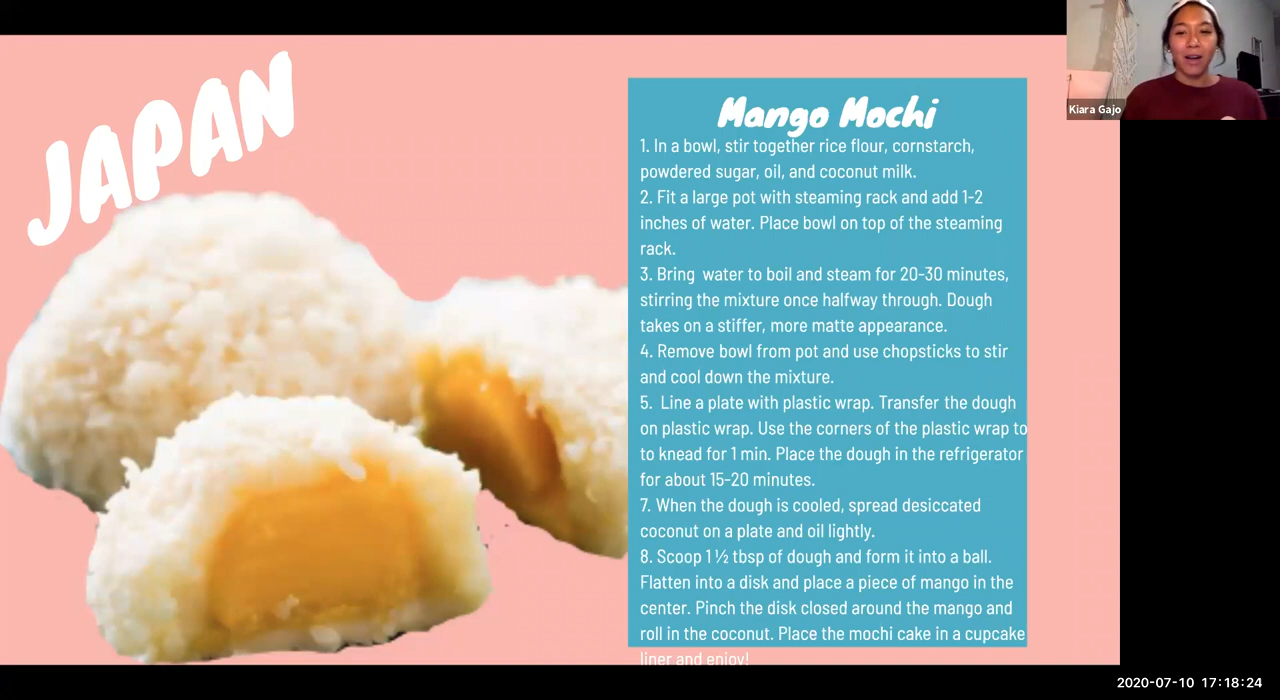 JAPAN
Mango Mochi
1. In a bowl, stir together rice flour, cornstarch,
powdered sugar, oil, and coconut milk.
2. Fit a large pot with steaming rack and add 1-2
inches of water. Place bowl on top of the steaming
rack.
3. Bring  water to boil and steam for 20-30 minutes,
stirring the mixture once halfway through. Dough
takes on a stiffer, more matte appearance.
4. Remove bowl from pot and use chopsticks to stir
and cool down the mixture.
5.  Line a plate with plastic wrap. Transfer the dough
on plastic wrap. Use the corners of the plastic wrap to
to knead for 1 min. Place the dough in the refrigerator
for about 15-20 minutes.
7. When the dough is cooled, spread desiccated
coconut on a plate and oil lightly.
8. Scoop 1 ½ tbsp of dough and form it into a ball.
Flatten into a disk and place a piece of mango in the
center. Pinch the disk closed around the mango and
roll in the coconut. Place the mochi cake in a cupcake
liner and enjoy!
Kiara Gajo
2020-07-10 17:18:24